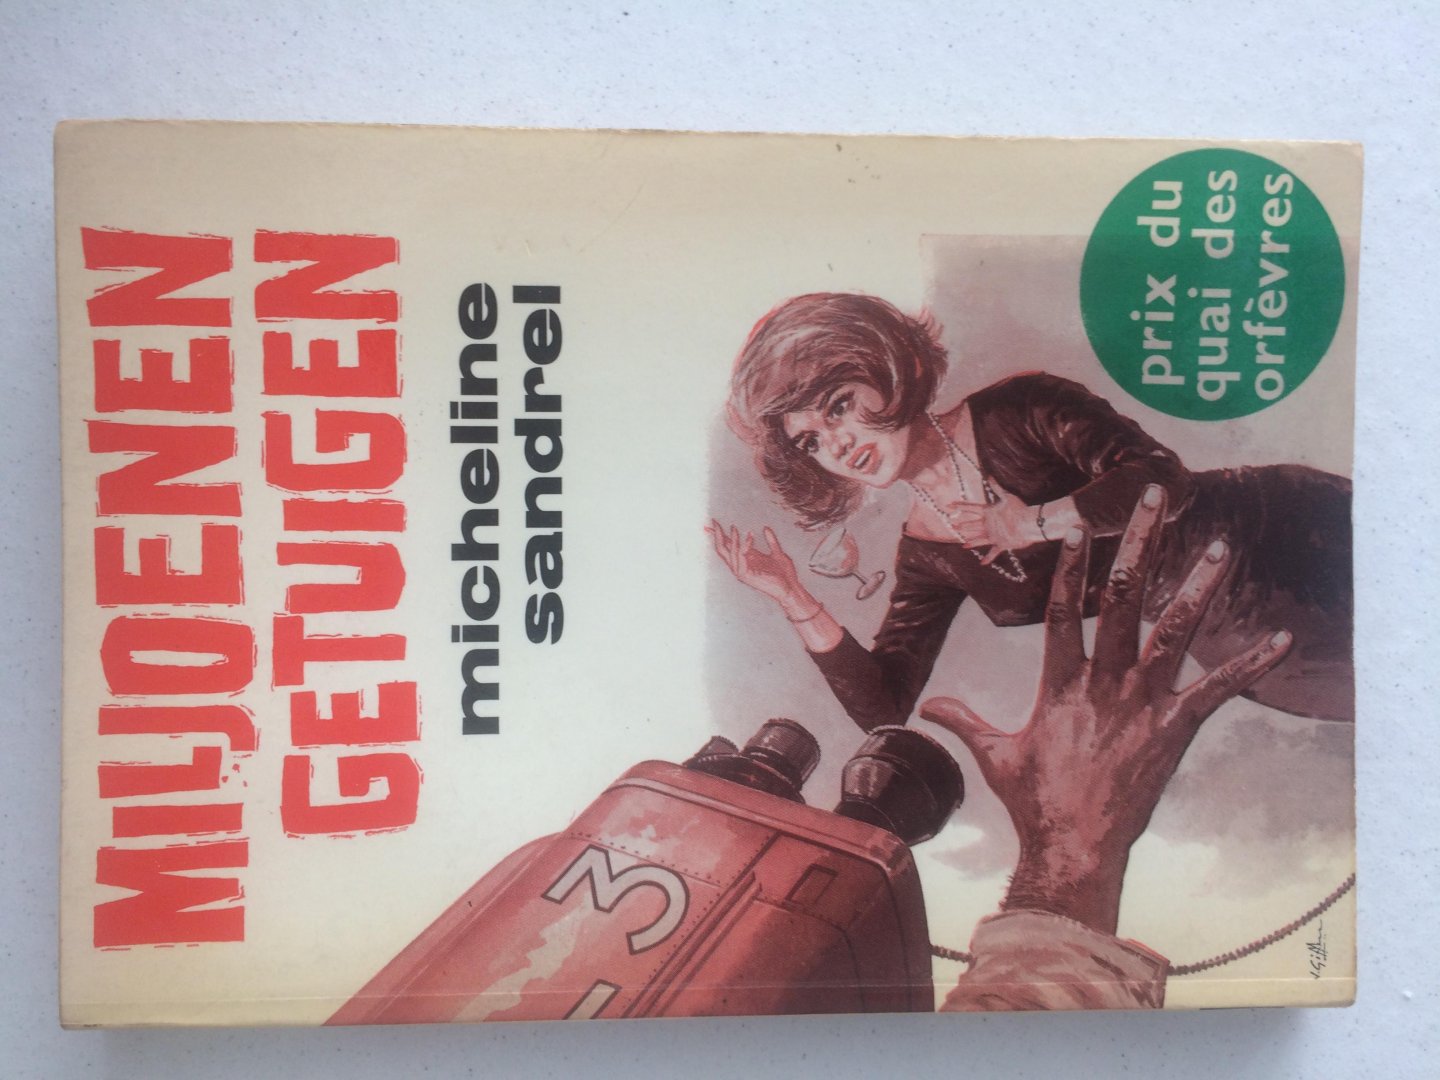 MILJOENEN
GETUIGEN
micheline
sandrel
prix du
quai des
orfèvres
3